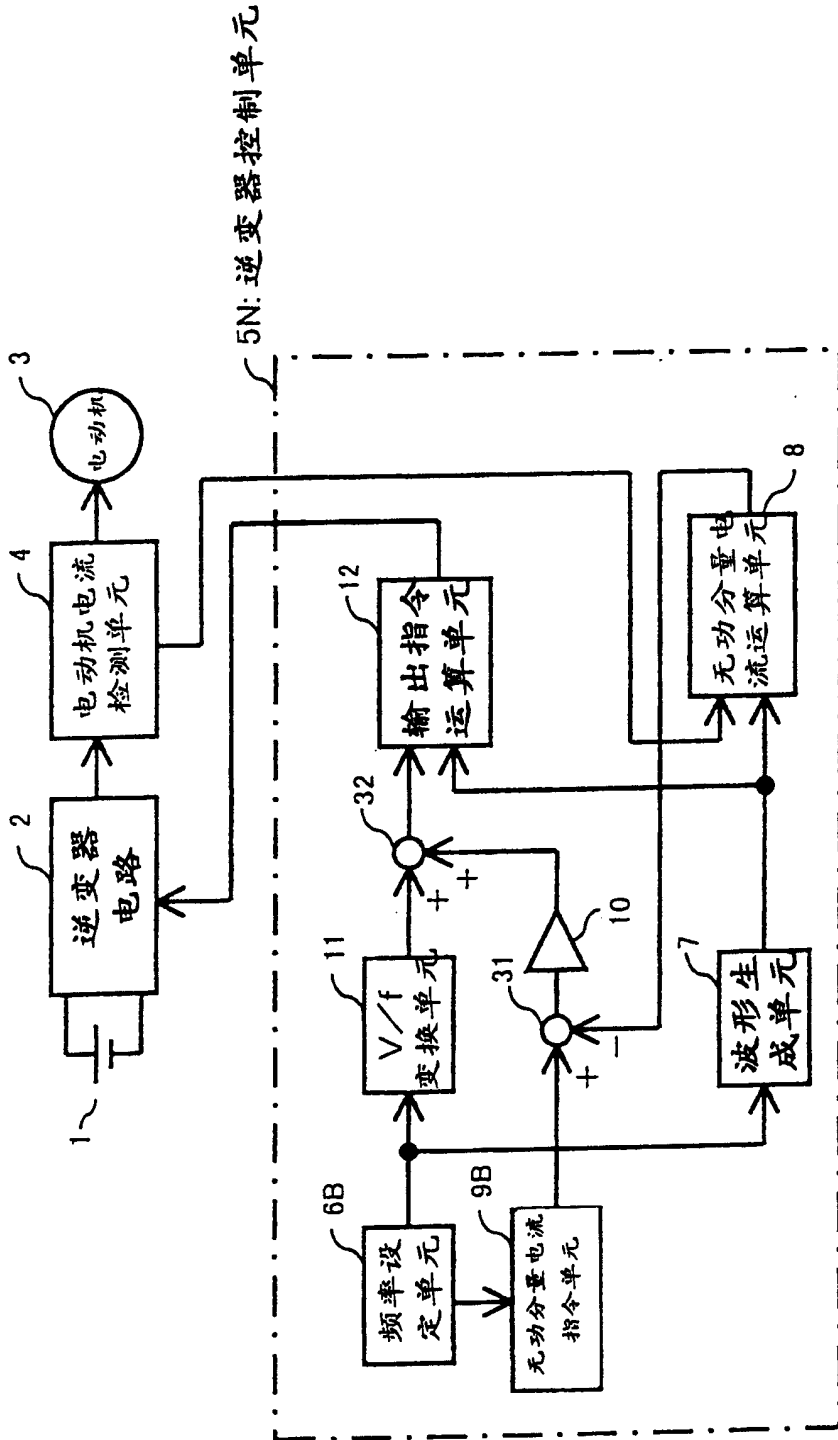 1
2
逆变器
电路
4
电动机电流
检测单元
3
电动机
5N: 逆变器控制单元
6B
频率设
定单元
11
V/f
变换单元
+
+
32
12
输出指令
运算单元
9B
无功分量电流
指令单元
+
-
31
10
7
波形生
成单元
8
无功分量电
流运算单元